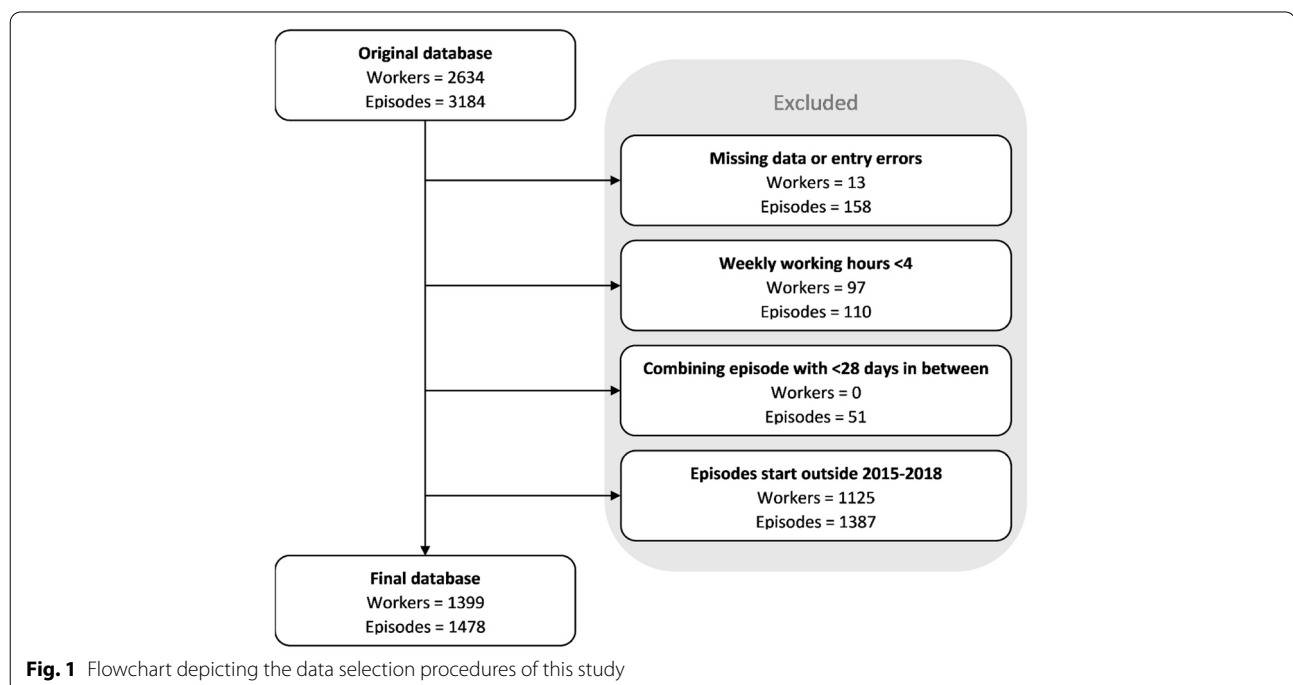 Original database
Workers = 2634
Episodes = 3184
Excluded
Missing data or entry errors
Workers = 13
Episodes = 158
Weekly working hours <4
Workers = 97
Episodes = 110
Combining episode with <28 days in between
Workers = 0
Episodes = 51
Episodes start outside 2015-2018
Workers = 1125
Episodes = 1387
Final database
Workers = 1399
Episodes = 1478
Fig. 1 Flowchart depicting the data selection procedures of this study